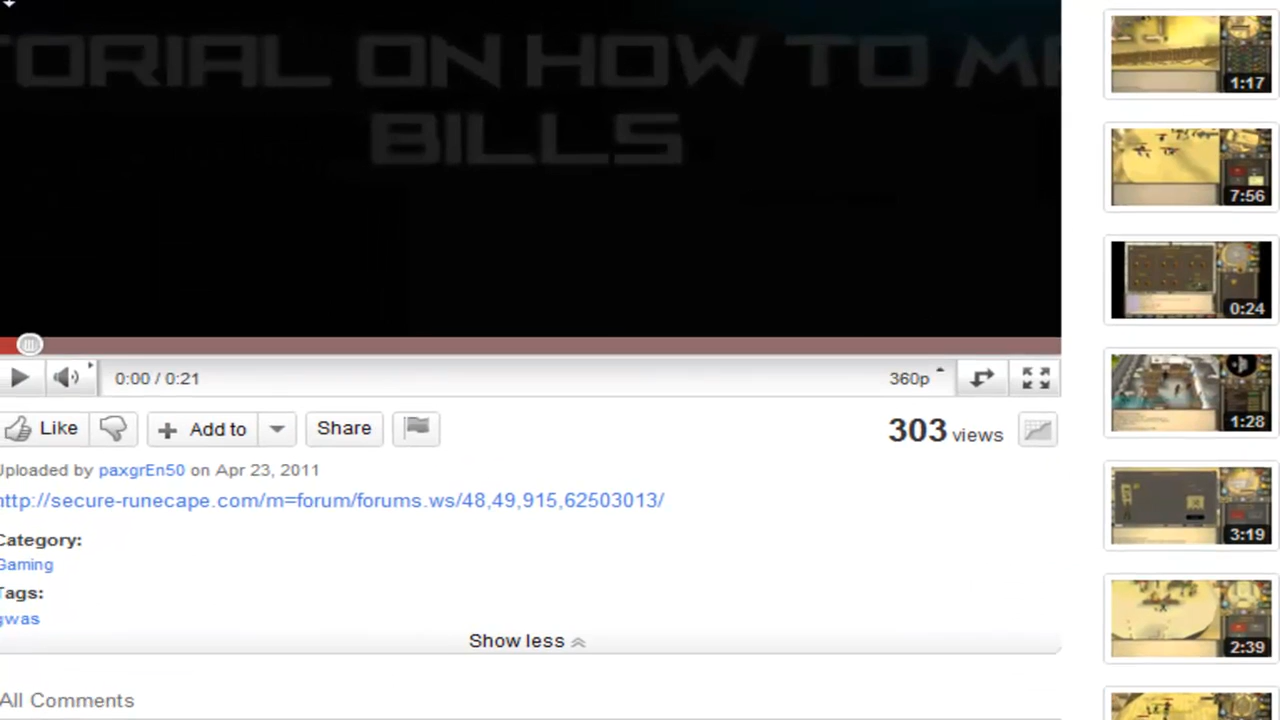 TORIAL ON HOW TO M
BILLS
1:17
7:56
0:24
1:28
3:19
2:39
0:00 / 0:21
360p
Like
Add to
Share
303 views
Uploaded by paxgrEn50 on Apr 23, 2011
http://secure-runecape.com/m=forum/forums.ws/48,49,915,62503013/
Category:
Gaming
Tags:
gwas
Show less
All Comments